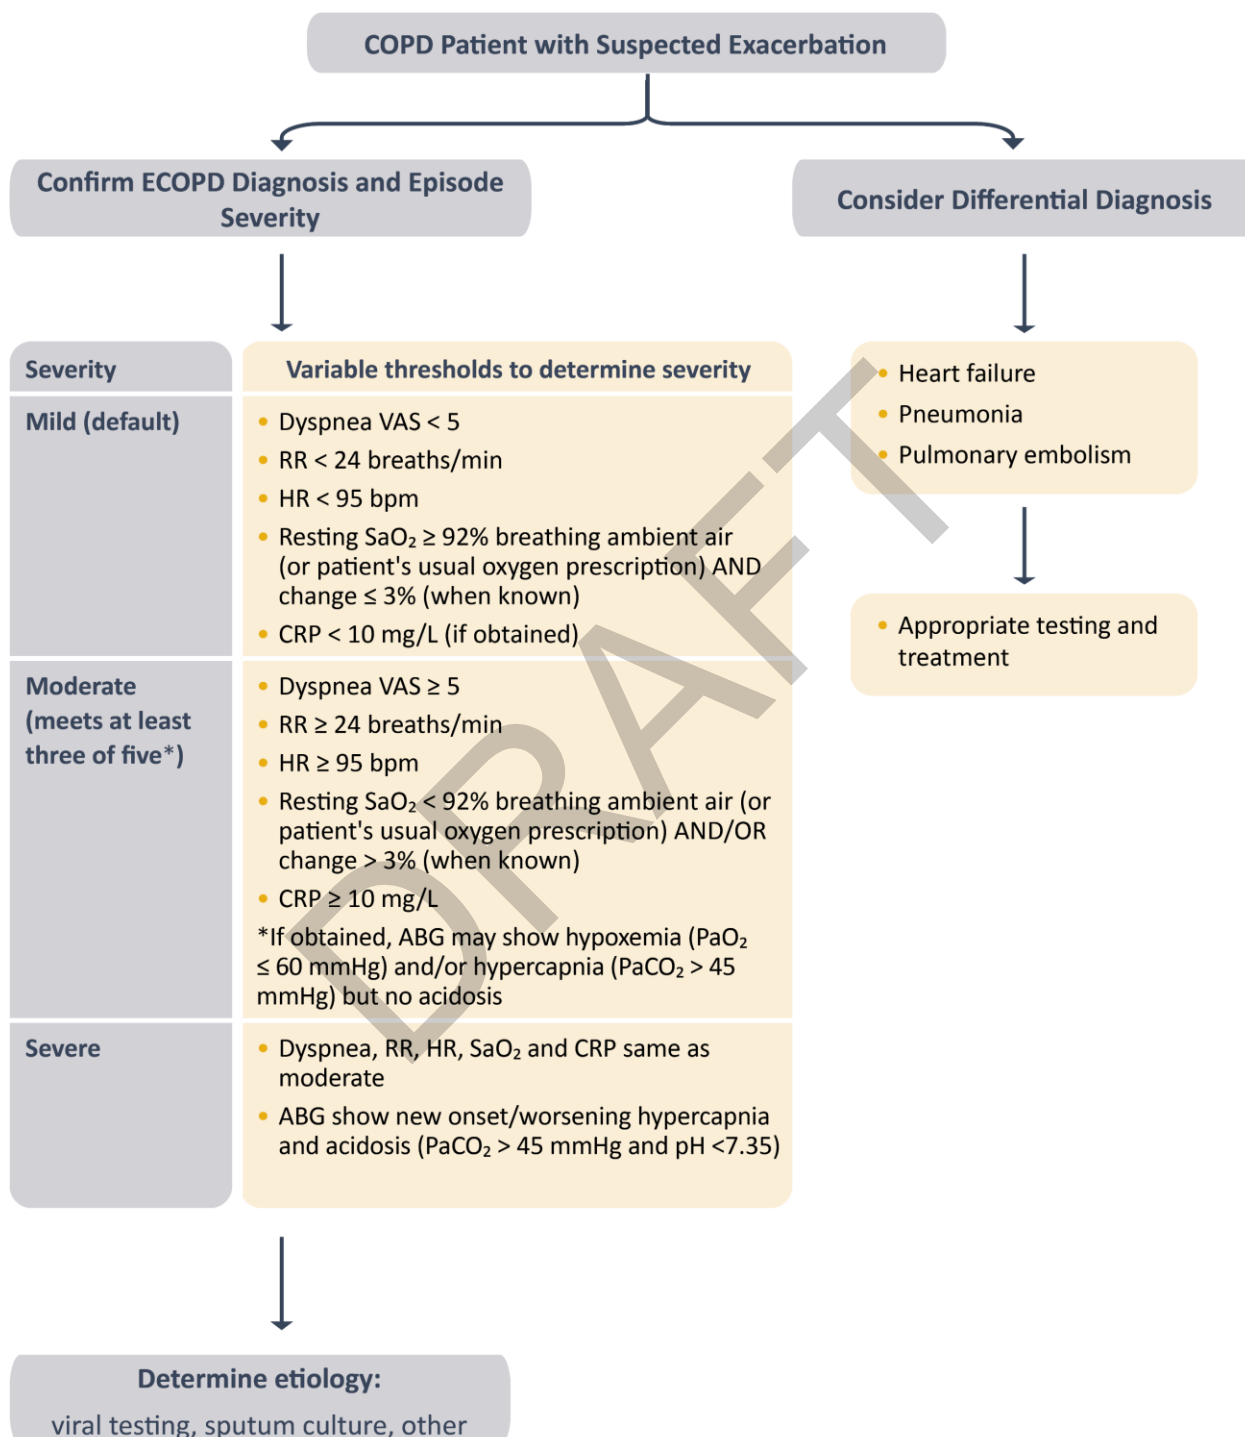 COPD Patient with Suspected Exacerbation
Confirm ECOPD Diagnosis and Episode
Severity
Consider Differential Diagnosis
Severity
Variable thresholds to determine severity
Mild (default)
• Dyspnea VAS < 5
• RR < 24 breaths/min
• HR < 95 bpm
• Resting SaO₂ ≥ 92% breathing ambient air
(or patient's usual oxygen prescription) AND
change ≤ 3% (when known)
• CRP < 10 mg/L (if obtained)
Moderate
(meets at least
three of five*)
• Dyspnea VAS ≥ 5
• RR ≥ 24 breaths/min
• HR ≥ 95 bpm
• Resting SaO₂ < 92% breathing ambient air (or
patient's usual oxygen prescription) AND/OR
change > 3% (when known)
• CRP ≥ 10 mg/L
*If obtained, ABG may show hypoxemia (PaO₂
≤ 60 mmHg) and/or hypercapnia (PaCO₂ > 45
mmHg) but no acidosis
Severe
• Dyspnea, RR, HR, SaO₂ and CRP same as
moderate
• ABG show new onset/worsening hypercapnia
and acidosis (PaCO₂ > 45 mmHg and pH <7.35)
• Heart failure
• Pneumonia
• Pulmonary embolism
• Appropriate testing and
treatment
Determine etiology:
viral testing, sputum culture, other
DRAFT